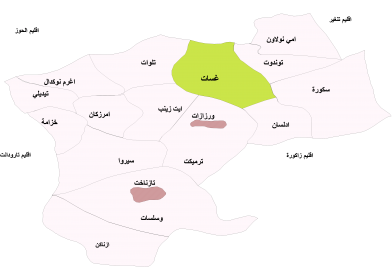 اقليم تنغير
اقليم الحوز
امي نولاون
تلوات
توندوت
غسات
اغرم نوكدال
سكورة
تيديلي
ايت زينب
امرزكان
ورزازات
خزامة
ادلسان
اقليم تارودانت
اقليم زاكورة
سيروا
ترميكت
تازناخت
وسلسات
ازناكن